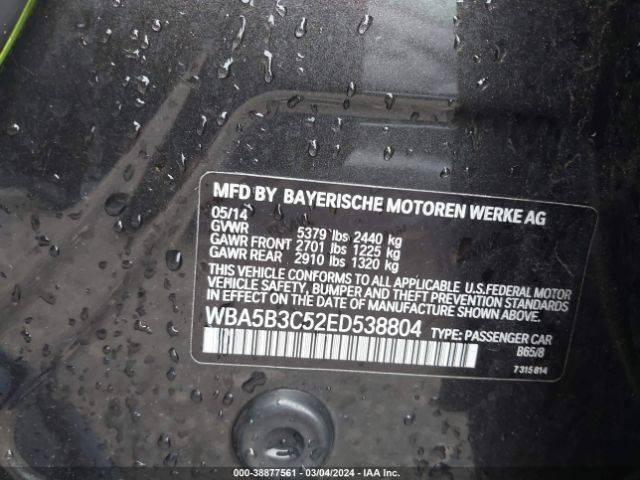 MFD BY BAYERISCHE MOTOREN WERKE AG
05/14
GVWR 5379 lbs 2440 kg
GAWR FRONT 2701 lbs 1225 kg
GAWR REAR 2910 lbs 1320 kg
THIS VEHICLE CONFORMS TO ALL APPLICABLE U.S.FEDERAL MOTOR
VEHICLE SAFETY, BUMPER AND THEFT PREVENTION STANDARDS
IN EFFECT ON THE DATE OF MANUFACTURE SHOWN ABOVE.
WBA5B3C52ED538804 TYPE: PASSENGER CAR
B65/8
7 315 814
000-38877561 — 03/04/2024 — IAA Inc.